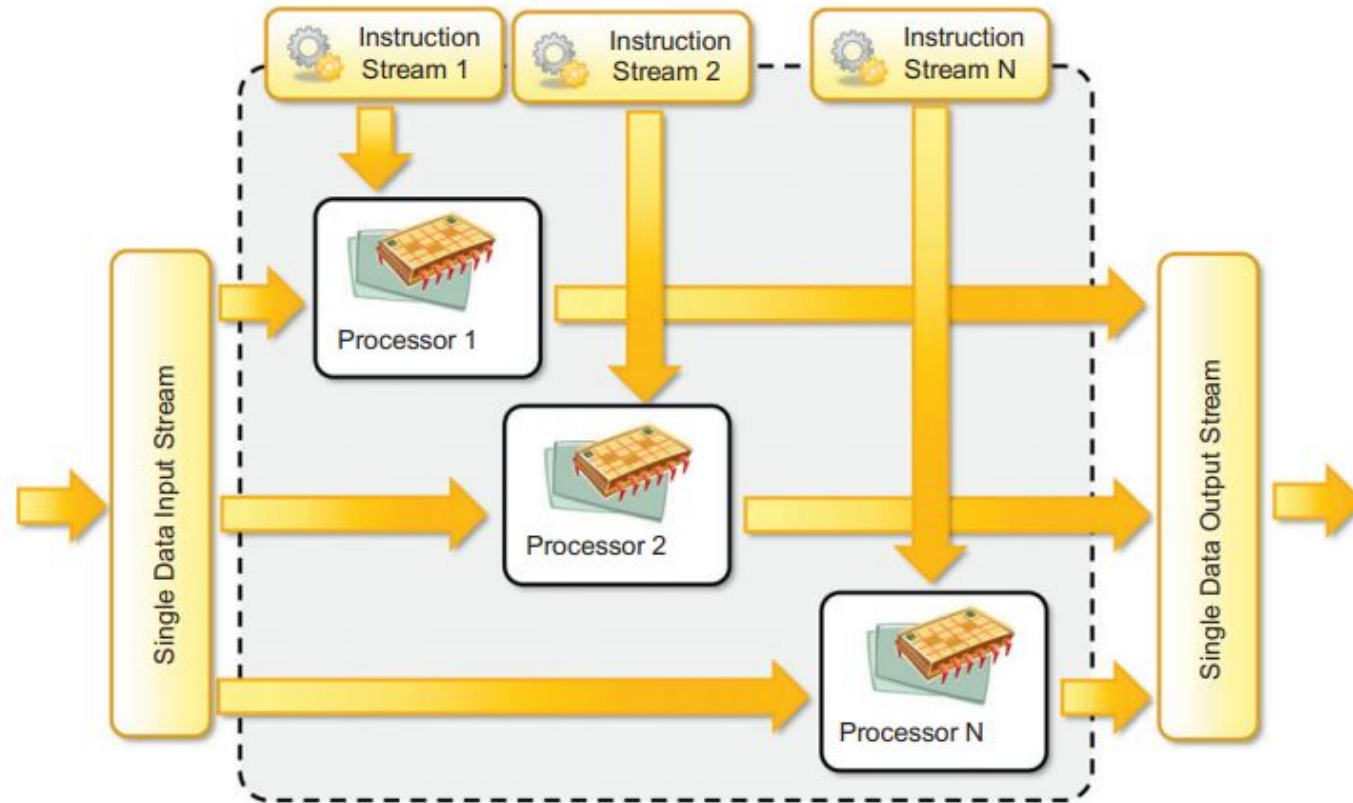 Instruction
Stream 1
Instruction
Stream 2
Instruction
Stream N
Single Data Input Stream
Processor 1
Processor 2
Processor N
Single Data Output Stream